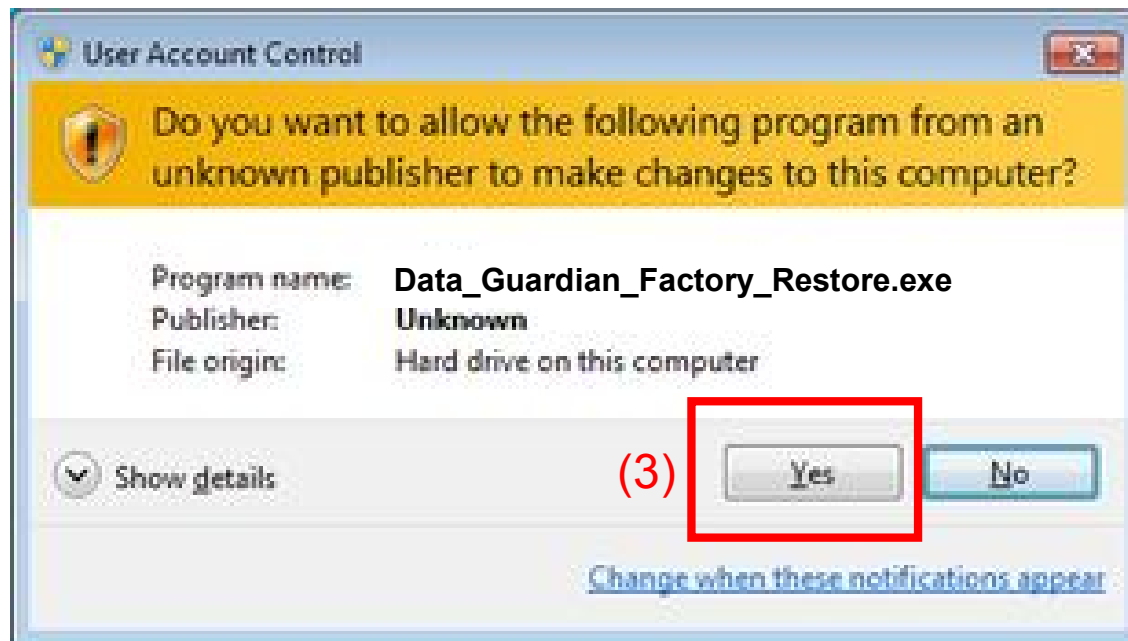 User Account Control
Do you want to allow the following program from an
unknown publisher to make changes to this computer?
Program name: Data_Guardian_Factory_Restore.exe
Publisher: Unknown
File origin: Hard drive on this computer
Show details (3) Yes No
Change when these notifications appear